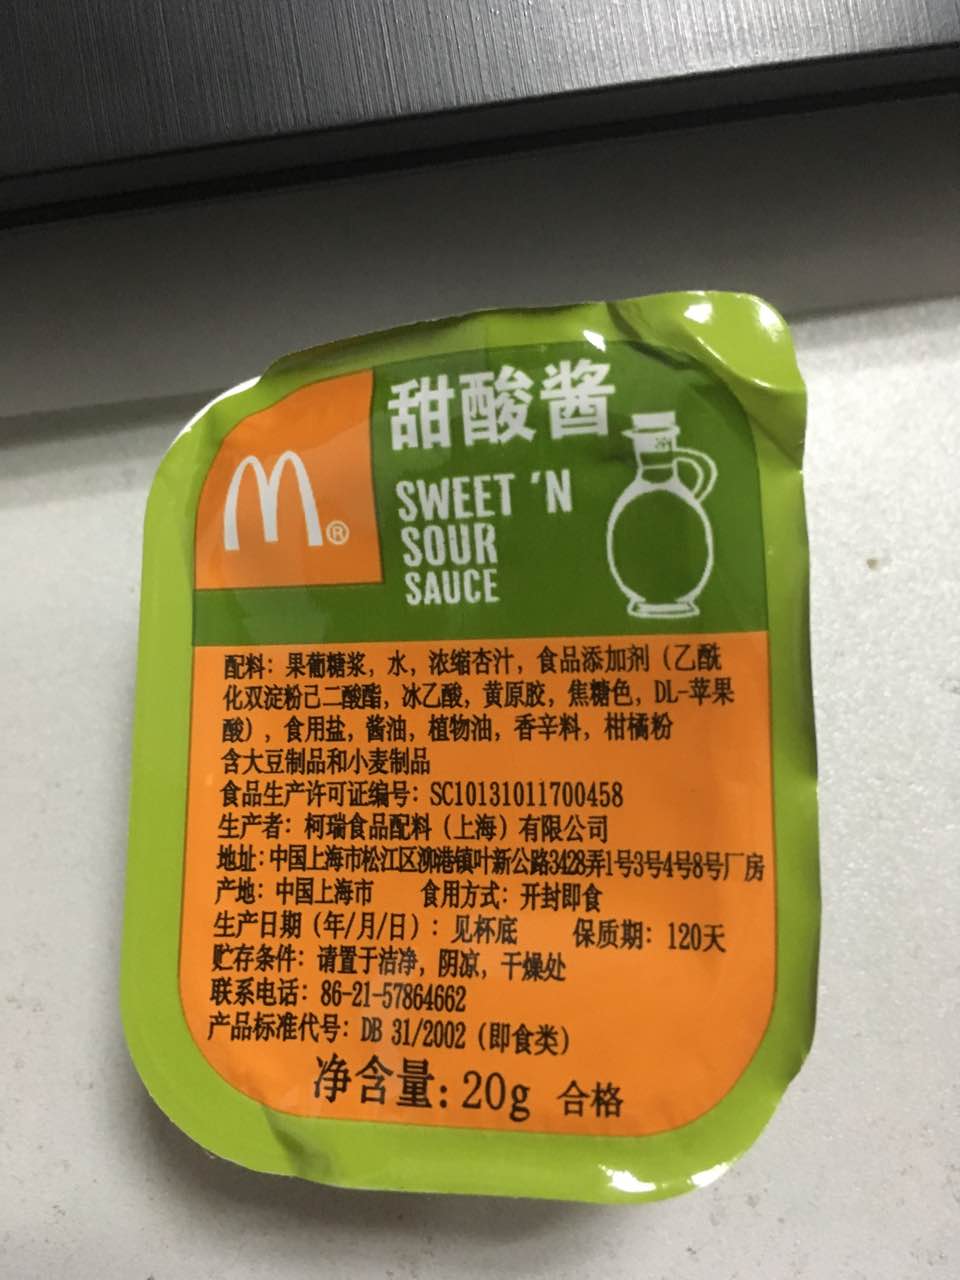 甜酸酱
SWEET 'N
SOUR
SAUCE
M®
配料：果葡糖浆，水，浓缩杏汁，食品添加剂（乙酰
化双淀粉已二酸酯，冰乙酸，黄原胶，焦糖色，DL-苹果
酸），食用盐，酱油，植物油，香辛料，柑橘粉
含大豆制品和小麦制品
食品生产许可证编号：SC10131011700458
生产者：柯瑞食品配料（上海）有限公司
地址：中国上海市松江区泖港镇叶新公路3428弄1号3号4号8号厂房
产地：中国上海市 食用方式：开封即食
生产日期（年/月/日）：见杯底 保质期：120天
贮存条件：请置于洁净，阴凉，干燥处
联系电话：86-21-57864662
产品标准代号：DB 31/2002（即食类）
净含量：20g 合格